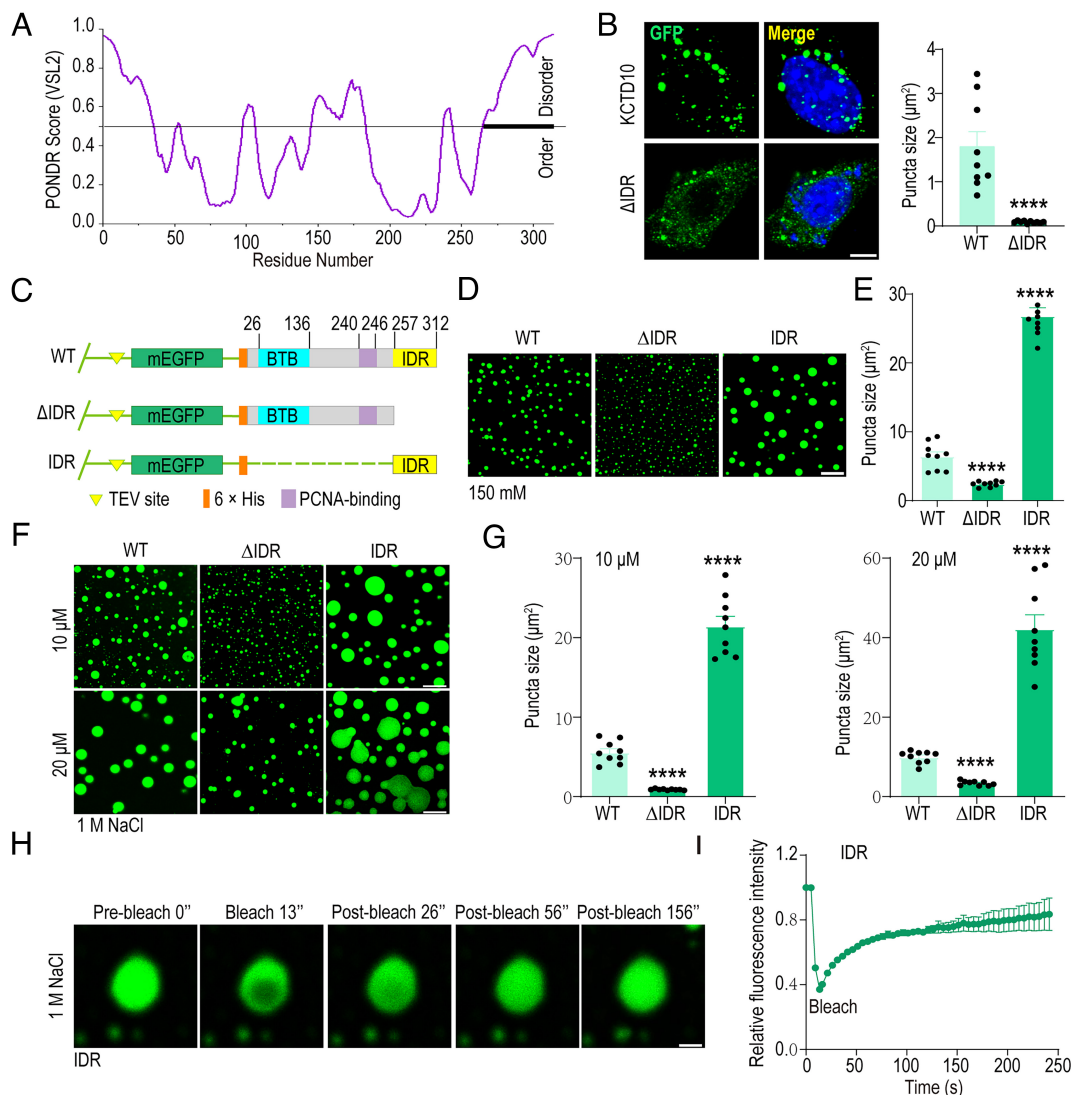 A
PONDR Score (VSL2)
1.0
0.8
0.6
0.4
0.2
0.0
Disorder
Order
0 50 100 150 200 250 300
Residue Number
B
GFP Merge
KCTD10
ΔIDR
Puncta size (µm²)
4
3
2
1
0
****
WT ΔIDR
C
26 136 240 246 257 312
WT mEGFP BTB IDR
ΔIDR mEGFP BTB
IDR mEGFP IDR
TEV site 6 × His PCNA-binding
D
WT ΔIDR IDR
150 mM
E
Puncta size (µm²)
30
20
10
0
****
****
WT ΔIDR IDR
F
WT ΔIDR IDR
10 µM
20 µM
1 M NaCl
G
Puncta size (µm²)
30
20
10
0
10 µM
****
****
WT ΔIDR IDR
Puncta size (µm²)
60
40
20
0
20 µM
****
****
WT ΔIDR IDR
H
Pre-bleach 0’’ Bleach 13’’ Post-bleach 26’’ Post-bleach 56’’ Post-bleach 156’’
1 M NaCl
IDR
I
Relative fluorescence intensity
1.2
0.8
0.4
0.0
IDR
Bleach
0 50 100 150 200 250
Time (s)